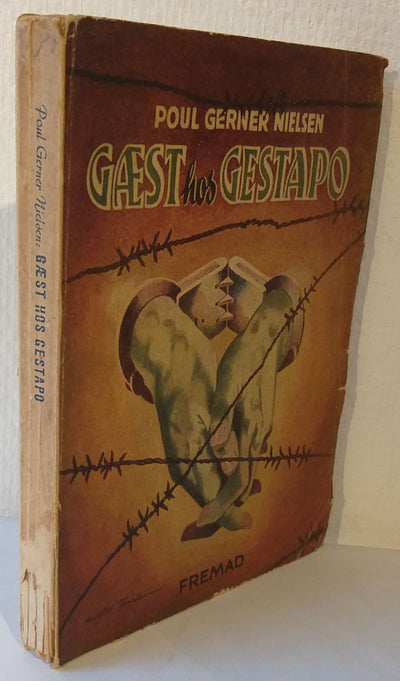 POUL GERNER NIELSEN
GÆST hos GESTAPO
FREMAD
Poul Gerner Nielsen: GÆST HOS GESTAPO